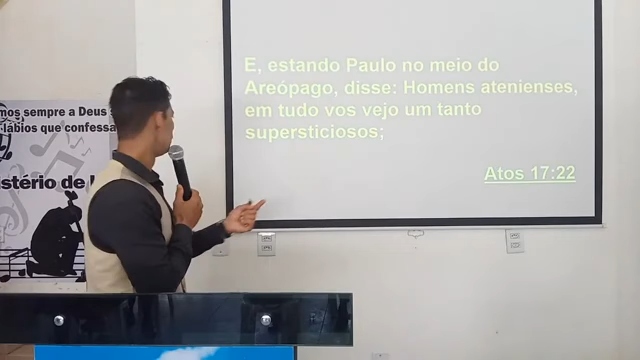 E, estando Paulo no meio do
Areópago, disse: Homens atenienses,
em tudo vos vejo um tanto
supersticiosos;
Atos 17:22
mos sempre a Deus
lábios que confessa
stério de